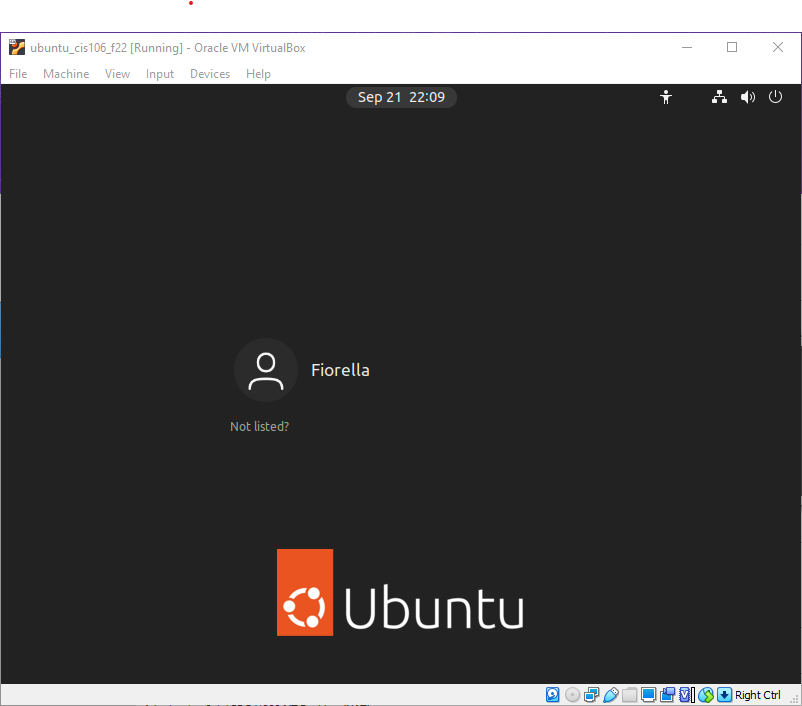 ubuntu_cis106_f22 [Running] - Oracle VM VirtualBox
File Machine View Input Devices Help
Sep 21 22:09
Fiorella
Not listed?
Ubuntu
Right Ctrl